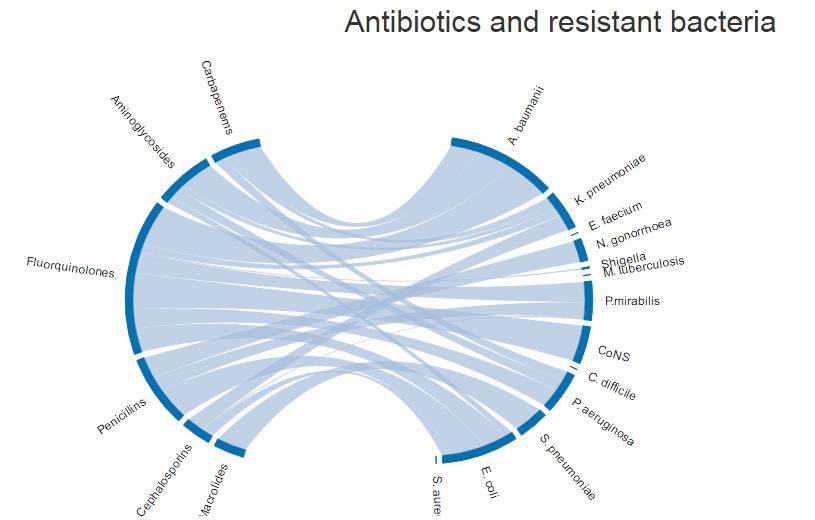 Antibiotics and resistant bacteria
Carbapenems
Aminoglycosides
Fluorquinolones
Penicillins
Cephalosporins
Macrolides
A. baumanii
K. pneumoniae
E. faecium
N. gonorrhoea
Shigella
M. tuberculosis
P.mirabilis
CoNS
C. difficile
P. aeruginosa
S. pneumoniae
E. coli
S. aure